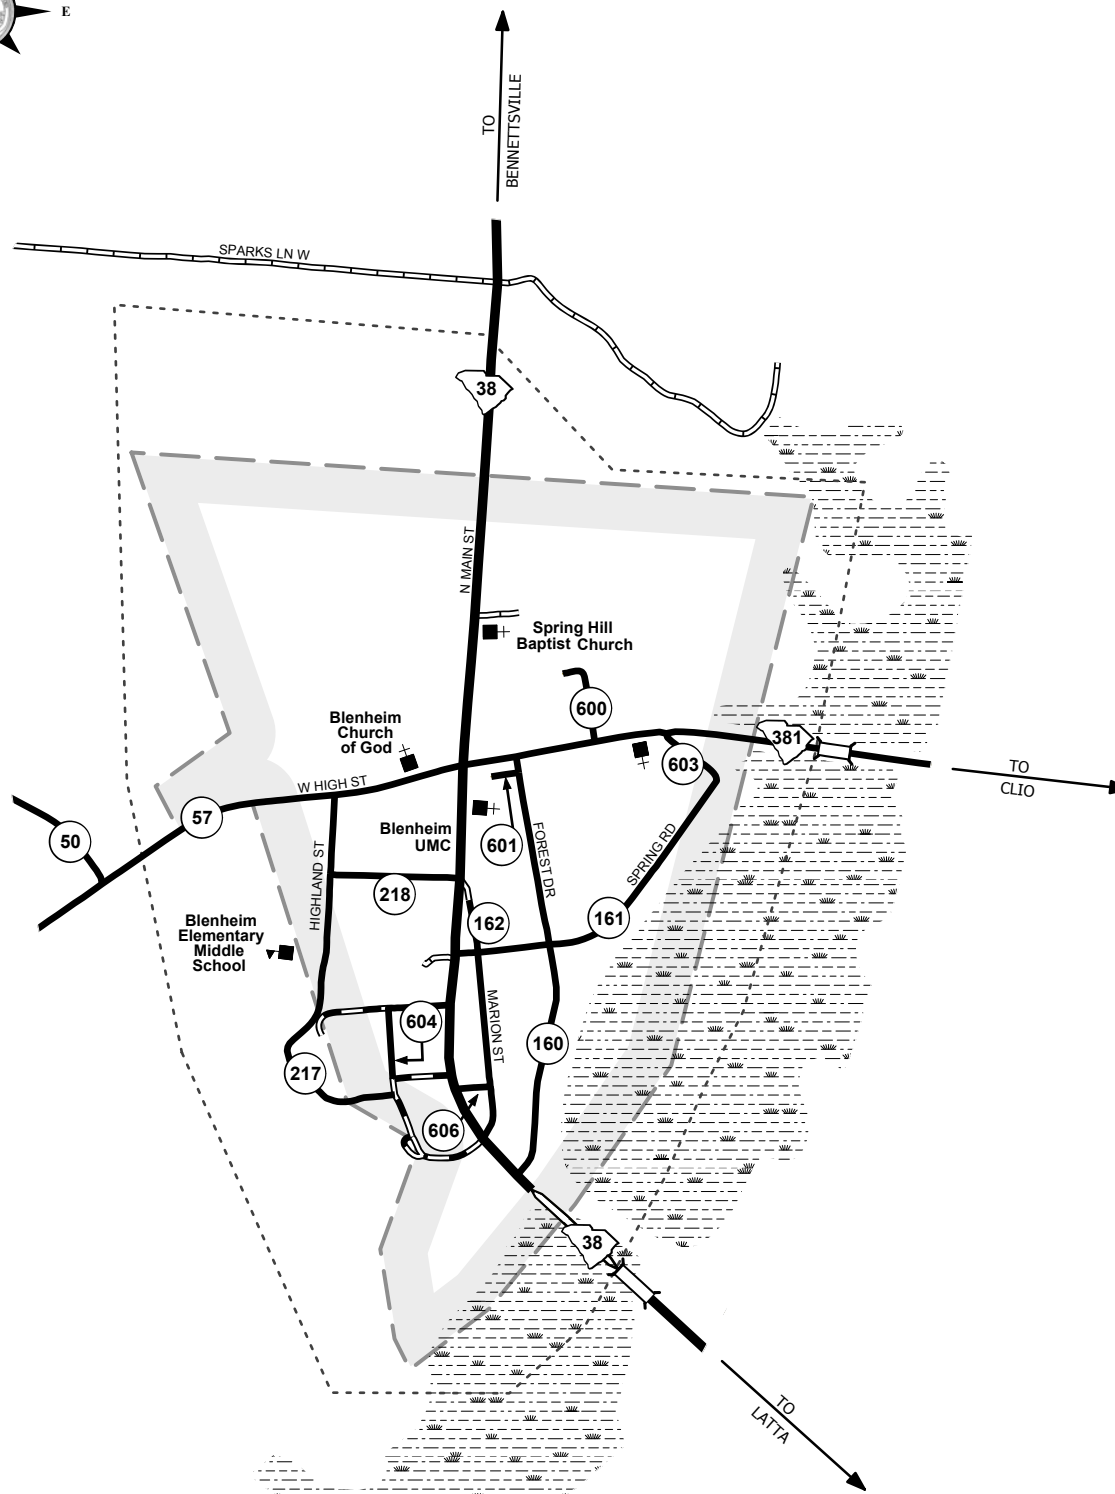 E
TO
BENNETTSVILLE
SPARKS LN W
38
N MAIN ST
Spring Hill
Baptist Church
600
Blenheim
Church
of God
381
603
TO
CLIO
W HIGH ST
57
50
Blenheim
UMC
601
FOREST DR
SPRING RD
HIGHLAND ST
218
162
161
Blenheim
Elementary
Middle
School
604
MARION ST
160
217
606
38
TO
LATTA